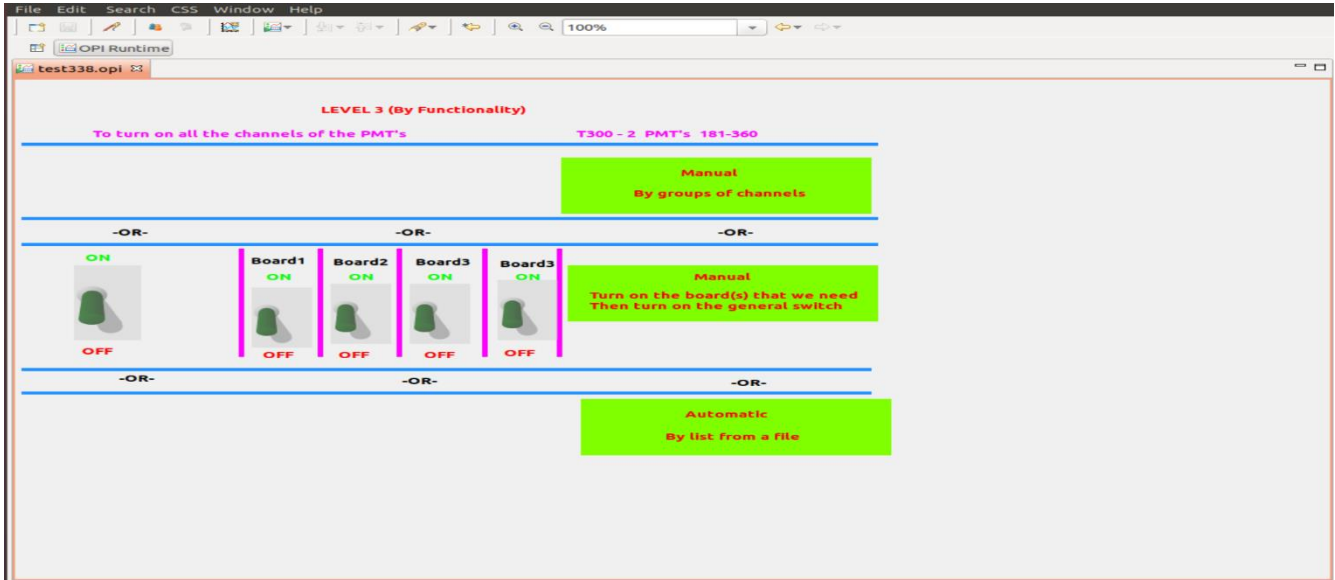 File Edit Search CSS Window Help
100%
OPI Runtime
test338.opi
LEVEL 3 (By Functionality)
To turn on all the channels of the PMT's T300 - 2 PMT's 181-360
Manual
By groups of channels
-OR- -OR- -OR-
ON Board1 Board2 Board3 Board3
ON ON ON ON
Manual
Turn on the board(s) that we need
Then turn on the general switch
OFF OFF OFF OFF OFF
-OR- -OR- -OR-
Automatic
By list from a file